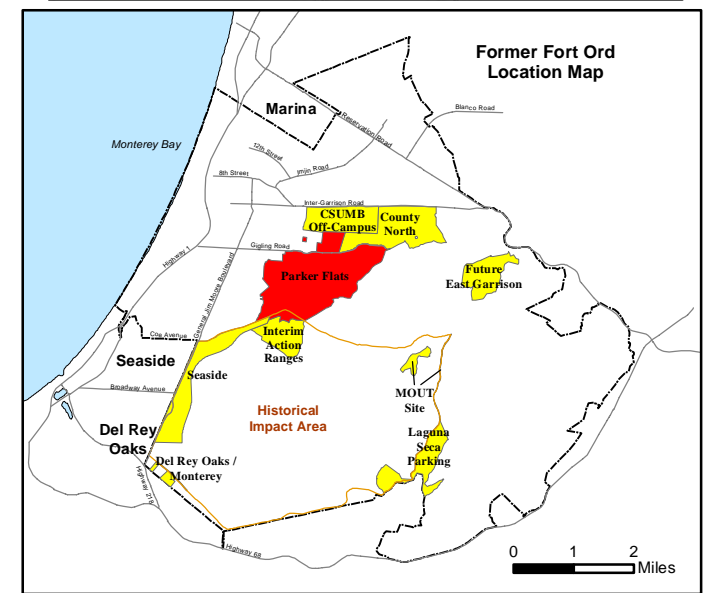 Former Fort Ord
Location Map
Marina
Blanco Road
Reservation Road
Monterey Bay
12th Street
Imjin Road
8th Street
Inter-Garrison Road
CSUMB
Off-Campus
County
North
Gigling Road
Highway 1
Parker Flats
Future
East Garrison
General Jim Moore Boulevard
Coe Avenue
Interim
Action
Ranges
Seaside
Seaside
Broadway Avenue
MOUT
Site
Historical
Impact Area
Del Rey
Oaks
Laguna
Seca
Parking
Del Rey Oaks /
Monterey
Highway 218
Highway 68
0 1 2
Miles